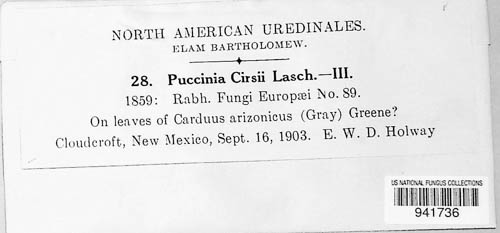 NORTH AMERICAN UREDINALES.
ELAM BARTHOLOMEW.
28. Puccinia Cirsii Lasch.—III.
1859: Rabh. Fungi Europæi No. 89.
On leaves of Carduus arizonicus (Gray) Greene?
Cloudcroft, New Mexico, Sept. 16, 1903. E. W. D. Holway
US NATIONAL FUNGUS COLLECTIONS
941736